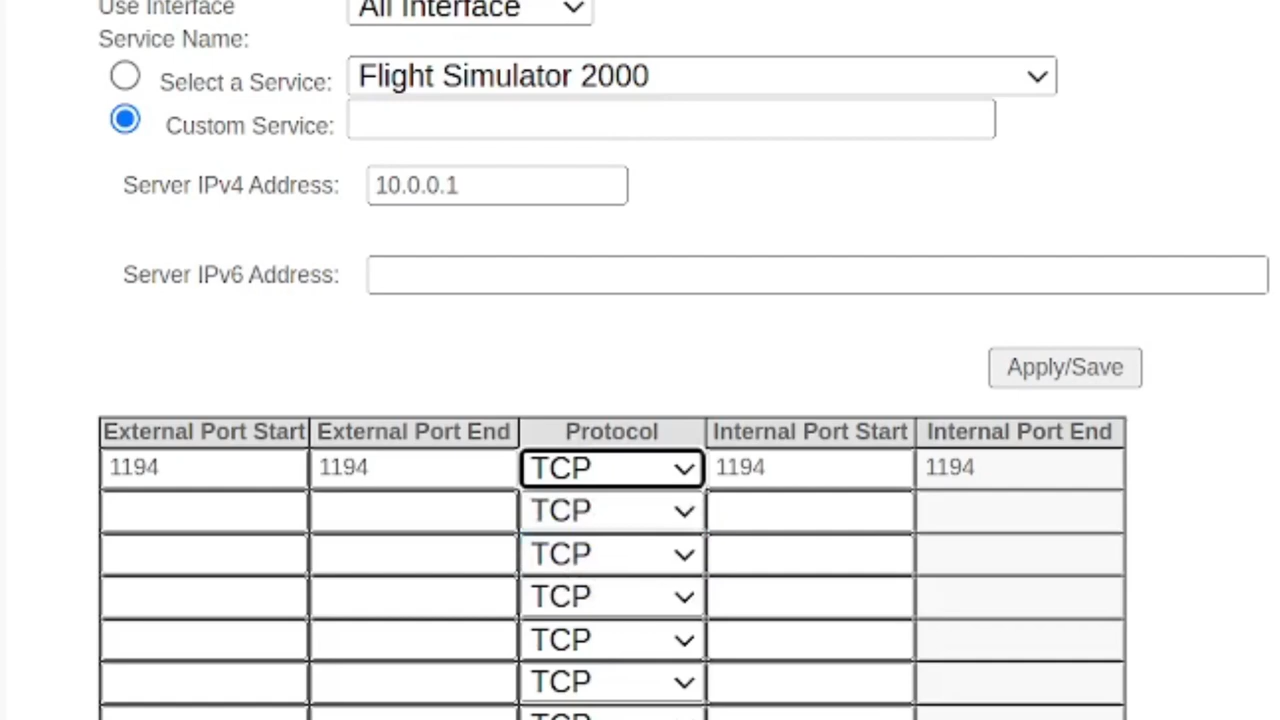 Use Interface All Interface
Service Name:
Select a Service: Flight Simulator 2000
Custom Service:
Server IPv4 Address: 10.0.0.1
Server IPv6 Address:
Apply/Save
External Port Start External Port End Protocol Internal Port Start Internal Port End
1194 1194 TCP 1194 1194
TCP
TCP
TCP
TCP
TCP
TCP